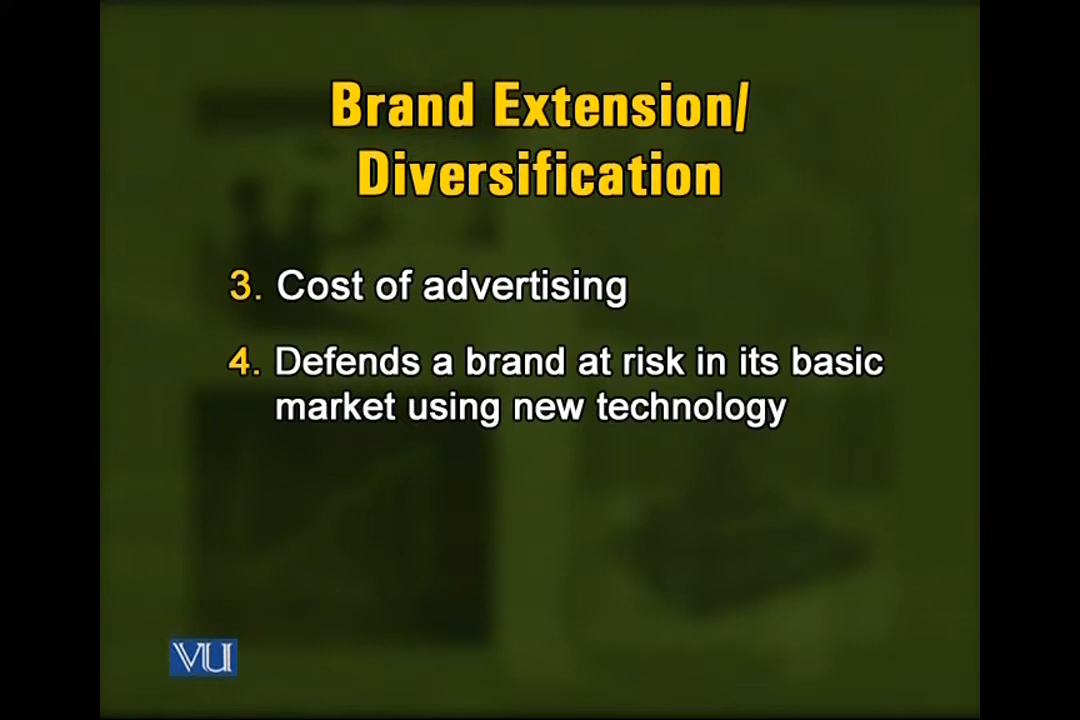 Brand Extension/
Diversification
3. Cost of advertising
4. Defends a brand at risk in its basic
market using new technology
VU